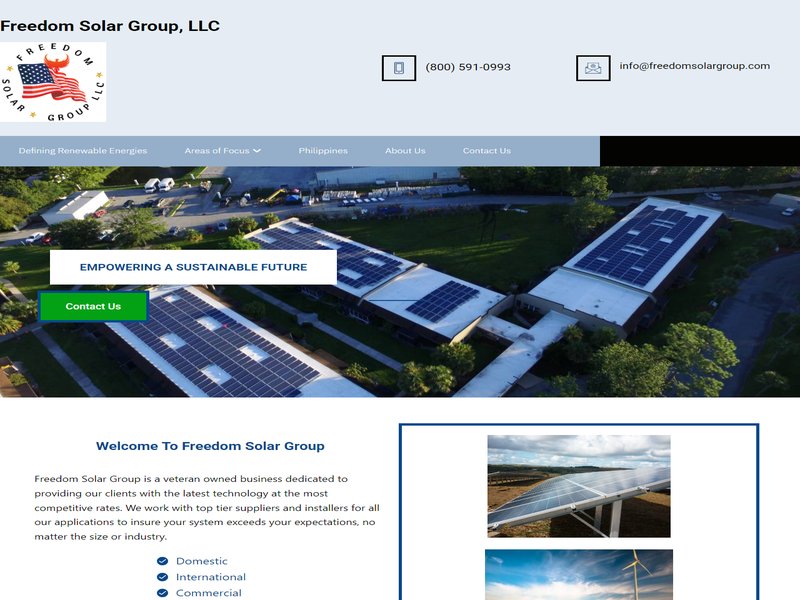 Freedom Solar Group, LLC
FREEDOM
SOLAR
GROUP LLC
(800) 591-0993
info@freedomsolargroup.com
Defining Renewable Energies
Areas of Focus
Philippines
About Us
Contact Us
EMPOWERING A SUSTAINABLE FUTURE
Contact Us
Welcome To Freedom Solar Group
Freedom Solar Group is a veteran owned business dedicated to
providing our clients with the latest technology at the most
competitive rates. We work with top tier suppliers and installers for all
our applications to insure your system exceeds your expectations, no
matter the size or industry.
Domestic
International
Commercial